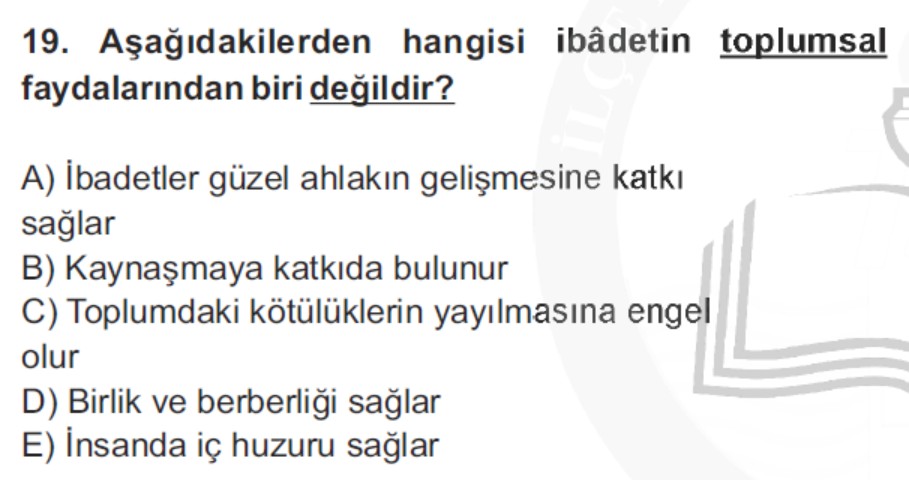 19. Aşağıdakilerden hangisi ibâdetin toplumsal
faydalarından biri değildir?
A) İbadetler güzel ahlakın gelişmesine katkı
sağlar
B) Kaynaşmaya katkıda bulunur
C) Toplumdaki kötülüklerin yayılmasına engel
olur
D) Birlik ve berberliği sağlar
E) İnsanda iç huzuru sağlar
İLÇE